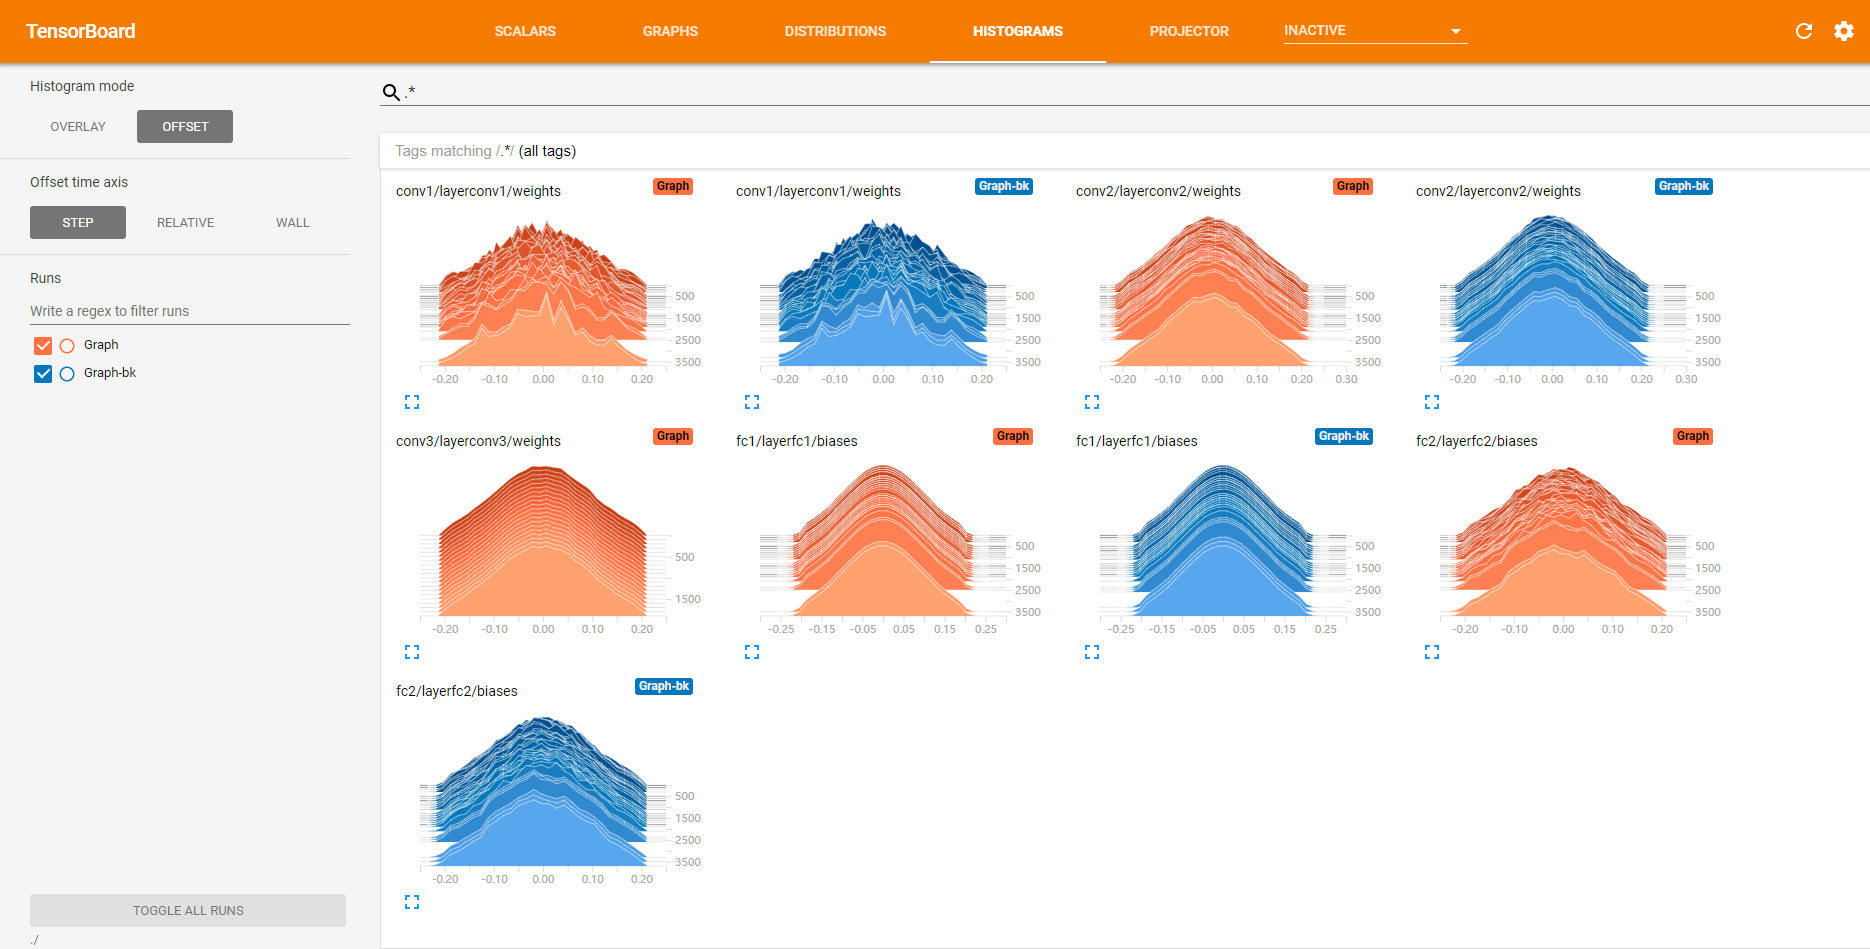 TensorBoard
SCALARS
GRAPHS
DISTRIBUTIONS
HISTOGRAMS
PROJECTOR
INACTIVE
Histogram mode
OVERLAY
OFFSET
Offset time axis
STEP
RELATIVE
WALL
Runs
Write a regex to filter runs
Graph
Graph-bk
TOGGLE ALL RUNS
./
.*
Tags matching /.*/ (all tags)
conv1/layerconv1/weights
Graph
500
1500
2500
3500
-0.20 -0.10 0.00 0.10 0.20
conv1/layerconv1/weights
Graph-bk
500
1500
2500
3500
-0.20 -0.10 0.00 0.10 0.20
conv2/layerconv2/weights
Graph
500
1500
2500
3500
-0.20 -0.10 0.00 0.10 0.20 0.30
conv2/layerconv2/weights
Graph-bk
500
1500
2500
3500
-0.20 -0.10 0.00 0.10 0.20 0.30
conv3/layerconv3/weights
Graph
500
1500
-0.20 -0.10 0.00 0.10 0.20
fc1/layerfc1/biases
Graph
500
1500
2500
3500
-0.25 -0.15 -0.05 0.05 0.15 0.25
fc1/layerfc1/biases
Graph-bk
500
1500
2500
3500
-0.25 -0.15 -0.05 0.05 0.15 0.25
fc2/layerfc2/biases
Graph
500
1500
2500
3500
-0.20 -0.10 0.00 0.10 0.20
fc2/layerfc2/biases
Graph-bk
500
1500
2500
3500
-0.20 -0.10 0.00 0.10 0.20